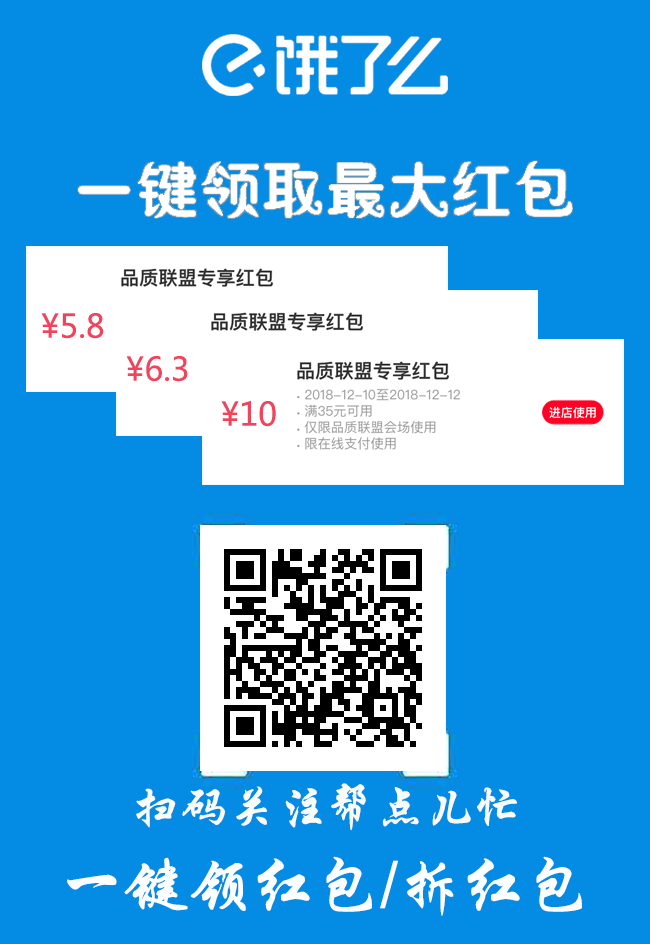 饿了么
一键领取最大红包
品质联盟专享红包
¥5.8
品质联盟专享红包
¥6.3
品质联盟专享红包
¥10
· 2018-12-10至2018-12-12
· 满35元可用
· 仅限品质联盟会场使用
· 限在线支付使用
进店使用
扫码关注帮点儿忙
一键领红包/拆红包